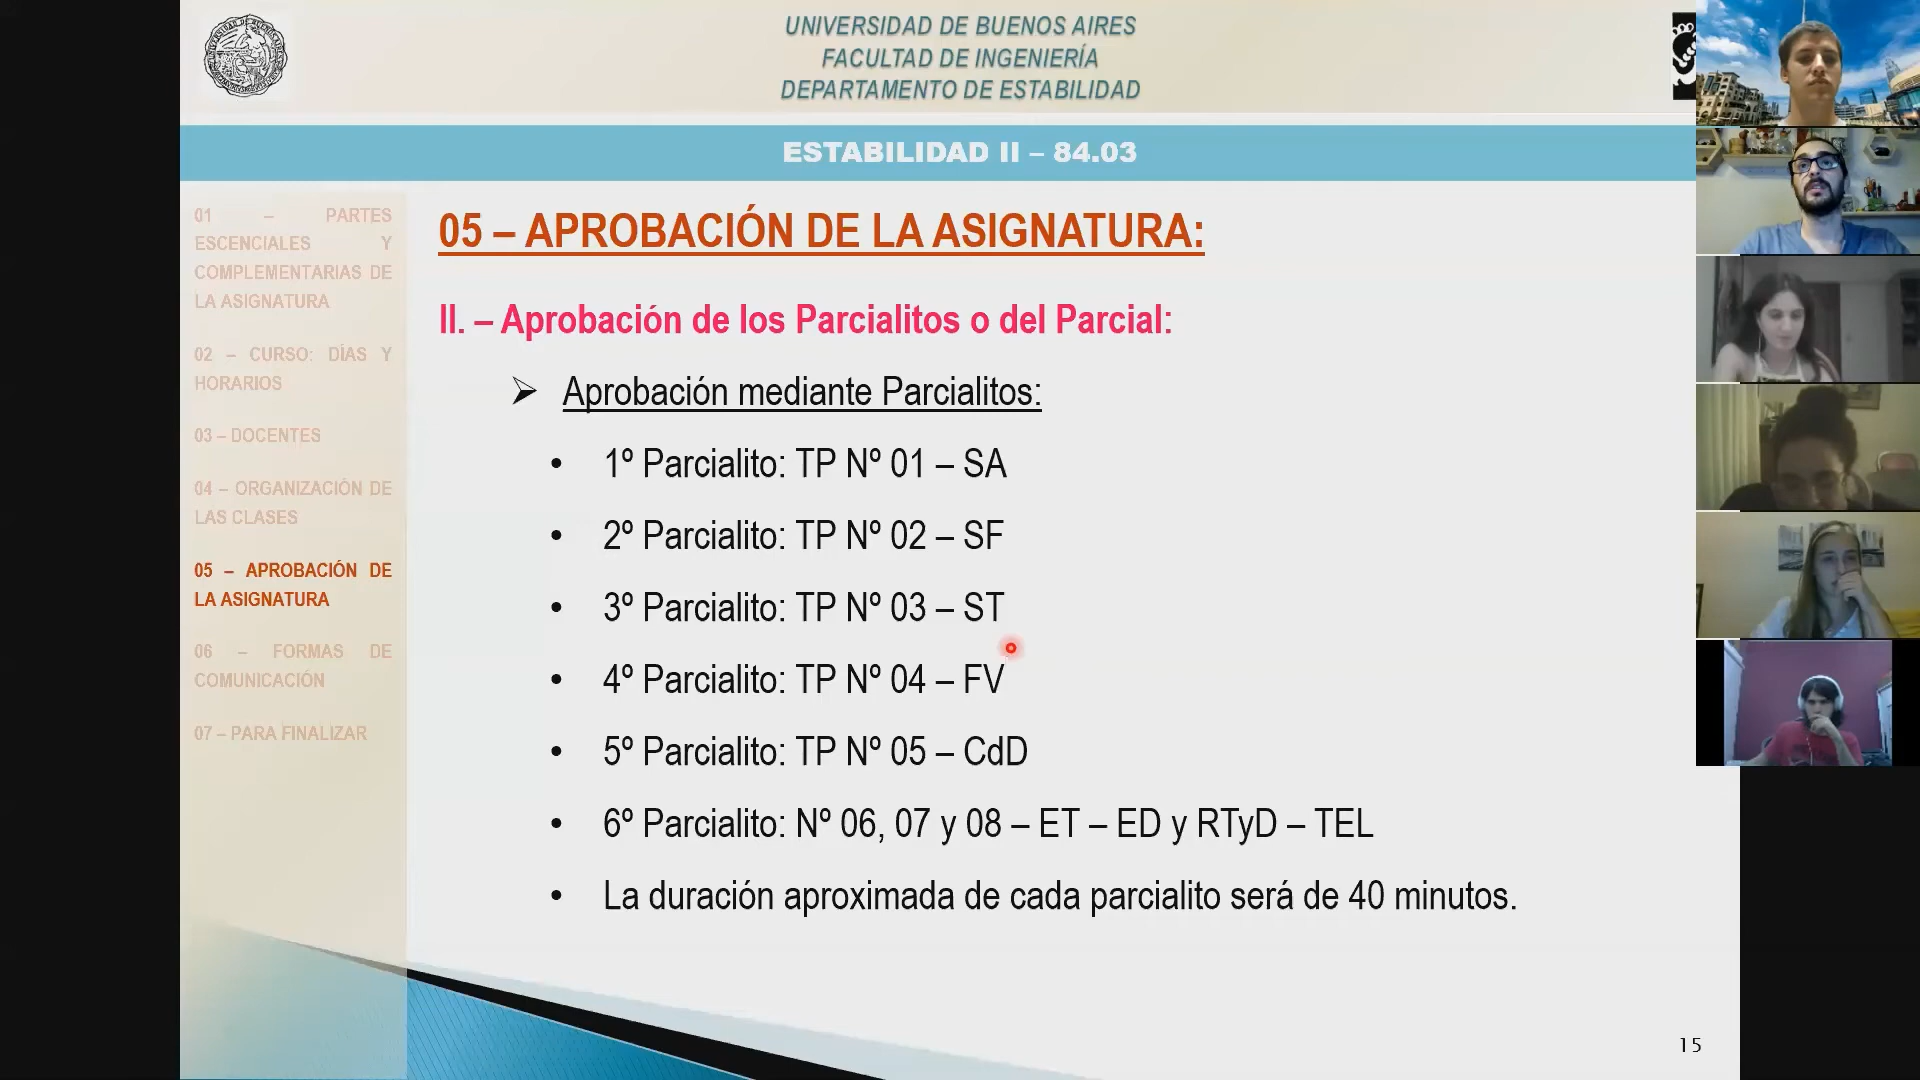 UNIVERSIDAD DE BUENOS AIRES
FACULTAD DE INGENIERÍA
DEPARTAMENTO DE ESTABILIDAD
ESTABILIDAD II – 84.03
01 – PARTES
ESCENCIALES Y
COMPLEMENTARIAS DE
LA ASIGNATURA
02 – CURSO: DÍAS Y
HORARIOS
03 – DOCENTES
04 – ORGANIZACIÓN DE
LAS CLASES
05 – APROBACIÓN DE
LA ASIGNATURA
06 – FORMAS DE
COMUNICACIÓN
07 – PARA FINALIZAR
05 – APROBACIÓN DE LA ASIGNATURA:
II. – Aprobación de los Parcialitos o del Parcial:
➢ Aprobación mediante Parcialitos:
• 1º Parcialito: TP Nº 01 – SA
• 2º Parcialito: TP Nº 02 – SF
• 3º Parcialito: TP Nº 03 – ST
• 4º Parcialito: TP Nº 04 – FV
• 5º Parcialito: TP Nº 05 – CdD
• 6º Parcialito: Nº 06, 07 y 08 – ET – ED y RTyD – TEL
• La duración aproximada de cada parcialito será de 40 minutos.
15